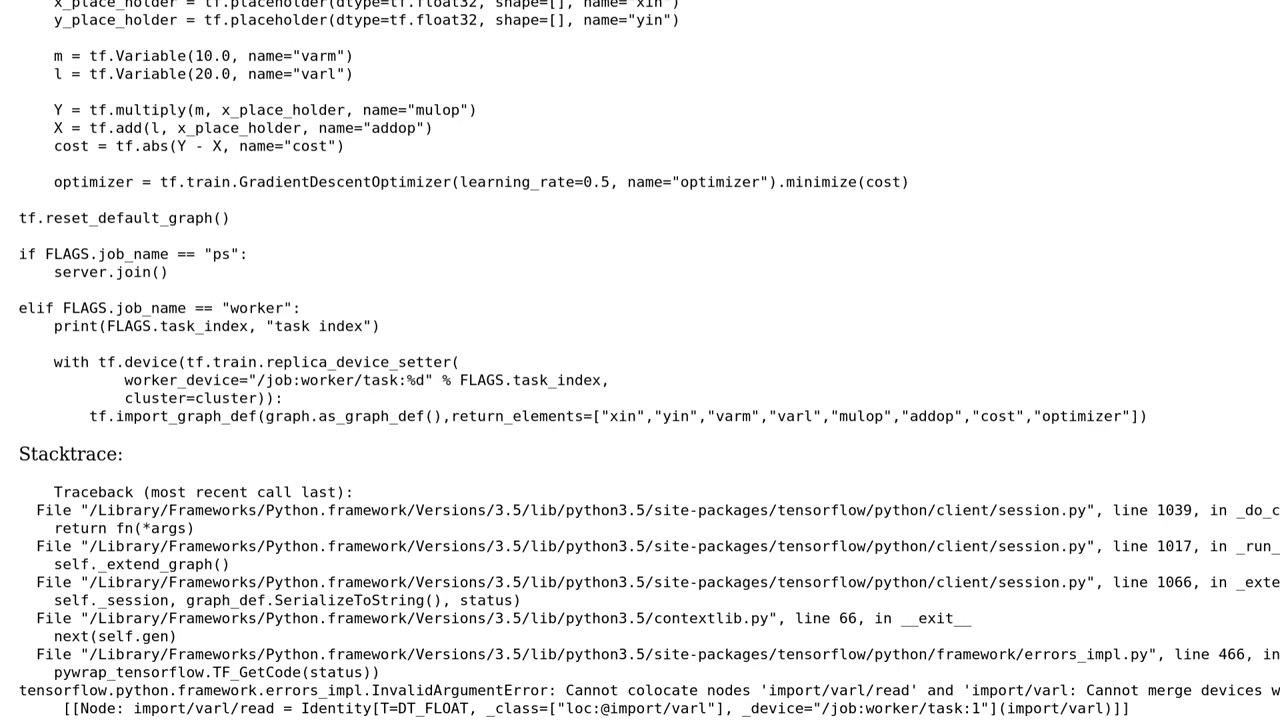 x_place_holder = tf.placeholder(dtype=tf.float32, shape=[], name="xin")
y_place_holder = tf.placeholder(dtype=tf.float32, shape=[], name="yin")
m = tf.Variable(10.0, name="varm")
l = tf.Variable(20.0, name="varl")
Y = tf.multiply(m, x_place_holder, name="mulop")
X = tf.add(l, x_place_holder, name="addop")
cost = tf.abs(Y - X, name="cost")
optimizer = tf.train.GradientDescentOptimizer(learning_rate=0.5, name="optimizer").minimize(cost)
tf.reset_default_graph()
if FLAGS.job_name == "ps":
server.join()
elif FLAGS.job_name == "worker":
print(FLAGS.task_index, "task index")
with tf.device(tf.train.replica_device_setter(
worker_device="/job:worker/task:%d" % FLAGS.task_index,
cluster=cluster)):
tf.import_graph_def(graph.as_graph_def(),return_elements=["xin","yin","varm","varl","mulop","addop","cost","optimizer"])
Stacktrace:
Traceback (most recent call last):
File "/Library/Frameworks/Python.framework/Versions/3.5/lib/python3.5/site-packages/tensorflow/python/client/session.py", line 1039, in _do_c
return fn(*args)
File "/Library/Frameworks/Python.framework/Versions/3.5/lib/python3.5/site-packages/tensorflow/python/client/session.py", line 1017, in _run_
self._extend_graph()
File "/Library/Frameworks/Python.framework/Versions/3.5/lib/python3.5/site-packages/tensorflow/python/client/session.py", line 1066, in _exte
self._session, graph_def.SerializeToString(), status)
File "/Library/Frameworks/Python.framework/Versions/3.5/lib/python3.5/contextlib.py", line 66, in __exit__
next(self.gen)
File "/Library/Frameworks/Python.framework/Versions/3.5/lib/python3.5/site-packages/tensorflow/python/framework/errors_impl.py", line 466, in
pywrap_tensorflow.TF_GetCode(status))
tensorflow.python.framework.errors_impl.InvalidArgumentError: Cannot colocate nodes 'import/varl/read' and 'import/varl: Cannot merge devices w
[[Node: import/varl/read = Identity[T=DT_FLOAT, _class=["loc:@import/varl"], _device="/job:worker/task:1"](import/varl)]]